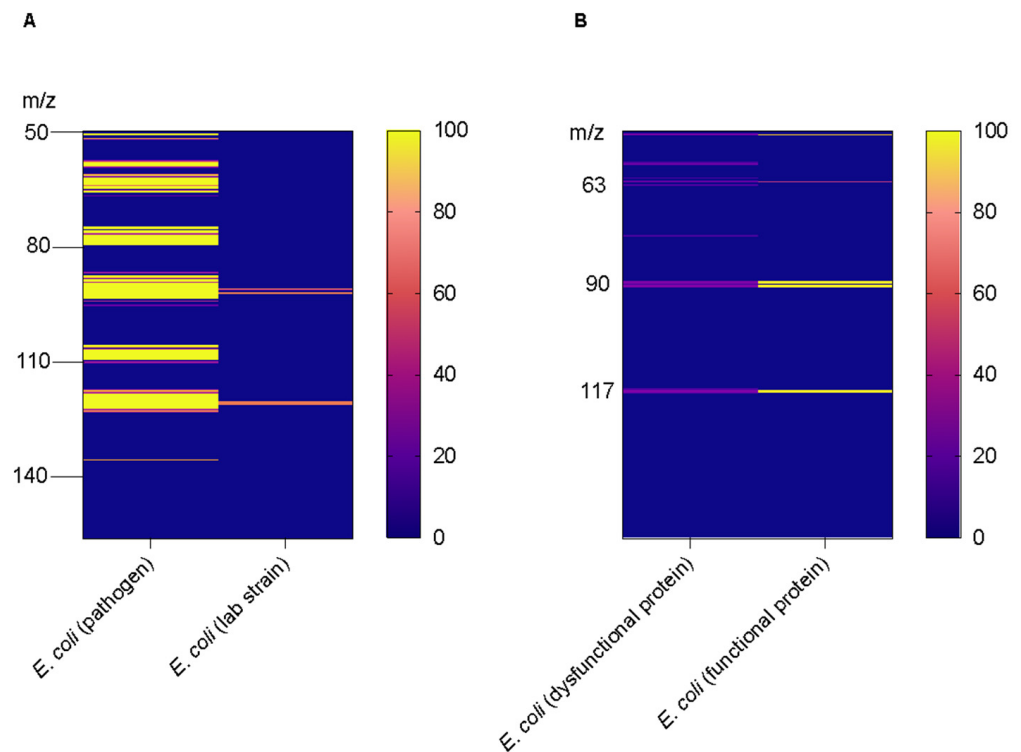 A
B
m/z
50
80
110
140
100
80
60
40
20
0
E. coli (pathogen)
E. coli (lab strain)
m/z
63
90
117
100
80
60
40
20
0
E. coli (dysfunctional protein)
E. coli (functional protein)